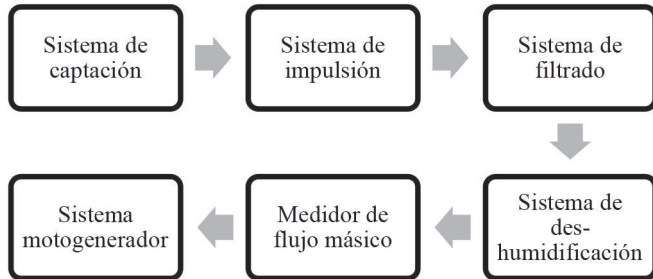 Sistema de
captación
Sistema de
impulsión
Sistema de
filtrado
Sistema de
des-
humidificación
Medidor de
flujo másico
Sistema
motogenerador